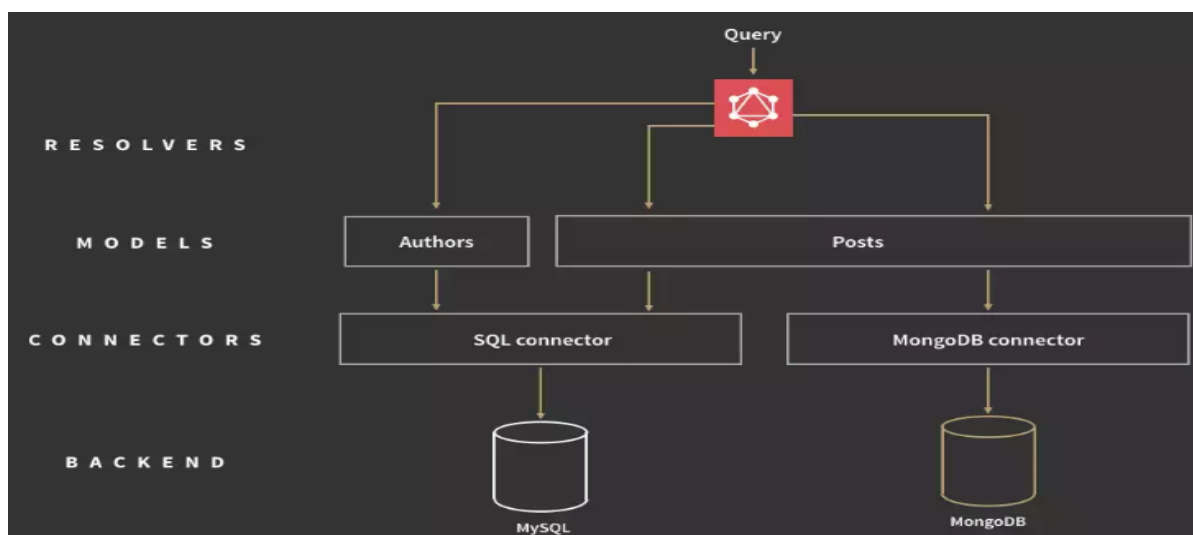 Query
RESOLVERS
MODELS
Authors
Posts
CONNECTORS
SQL connector
MongoDB connector
BACKEND
MySQL
MongoDB